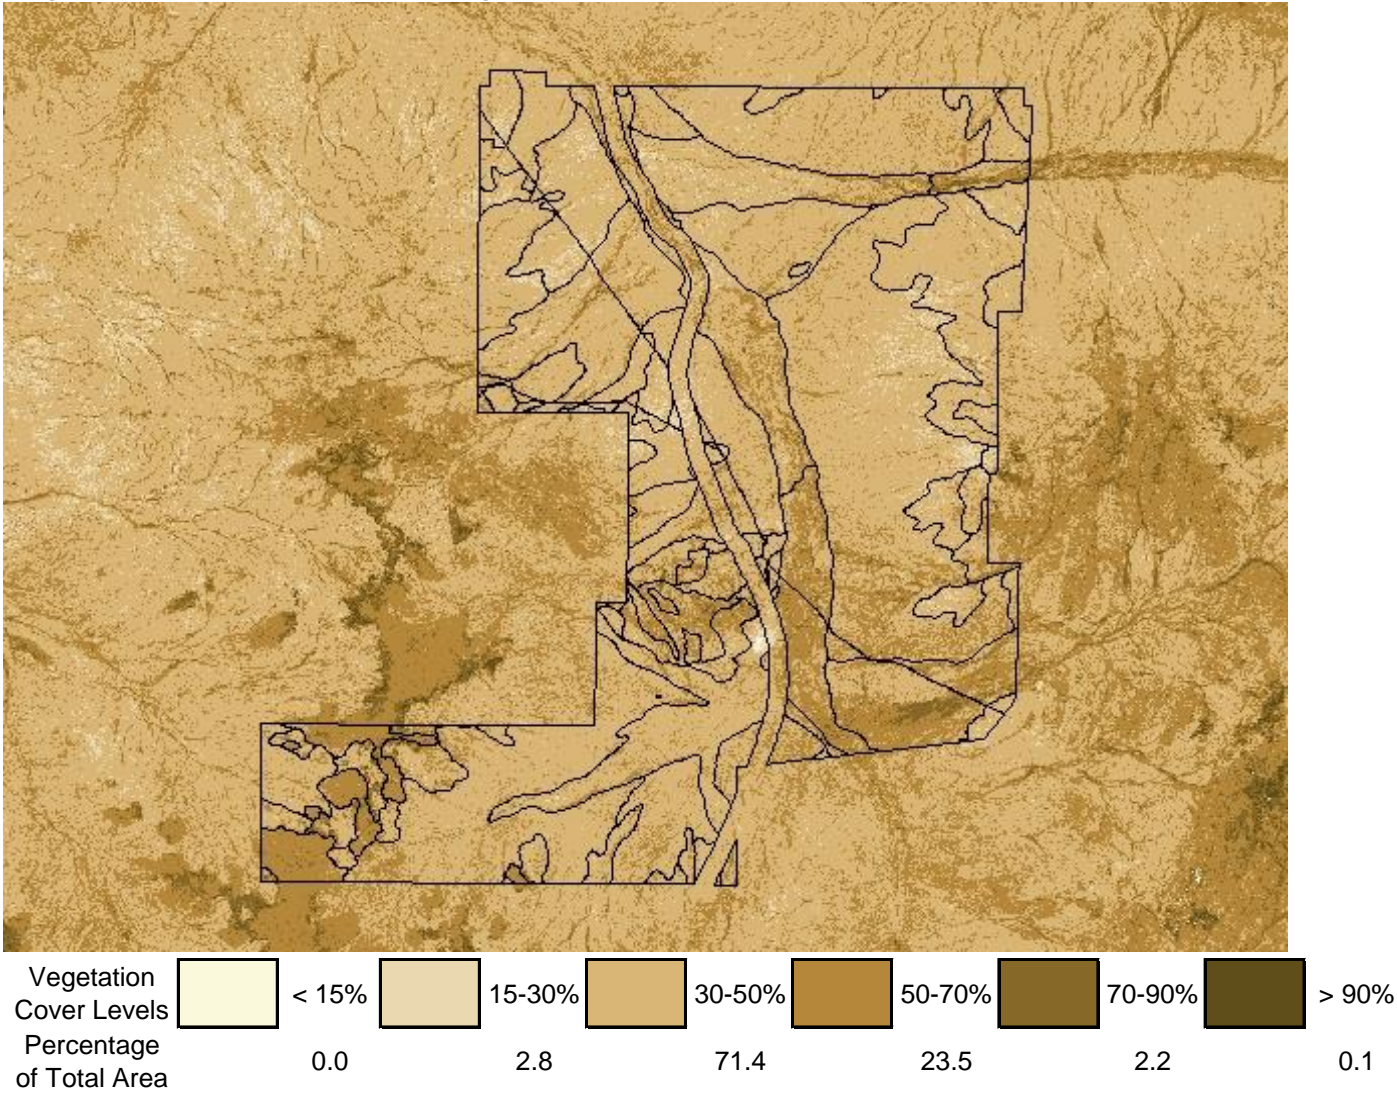 Vegetation
Cover Levels
< 15% 15-30% 30-50% 50-70% 70-90% > 90%
Percentage
of Total Area
0.0 2.8 71.4 23.5 2.2 0.1